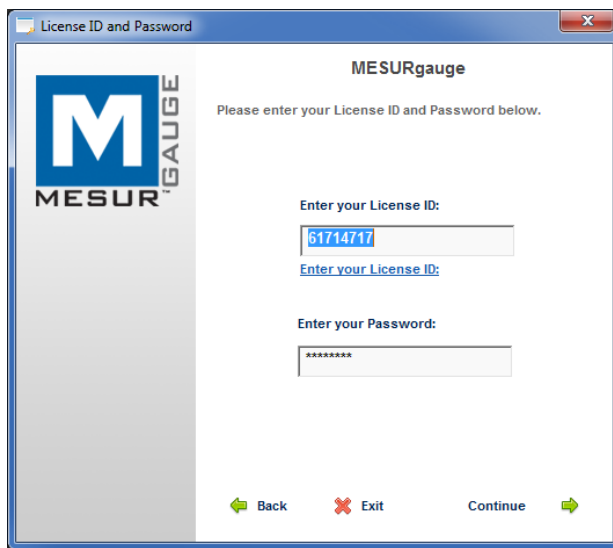 License ID and Password
x
M
GAUGE
MESUR™
MESURgauge
Please enter your License ID and Password below.
Enter your License ID:
61714717
Enter your License ID:
Enter your Password:
********
Back Exit Continue